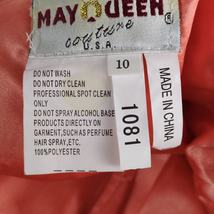 MAY QUEEN
couture
U.S.A.
®
10
1081
MADE IN CHINA
DO NOT WASH
DO NOT DRY CLEAN
PROFESSIONAL SPOT CLEAN
ONLY
DO NOT SPRAY ALCOHOL BASE
PRODUCTS DIRECTLY ON
GARMENT,SUCH AS PERFUME
HAIR SPRAY, ETC.
100%POLYESTER